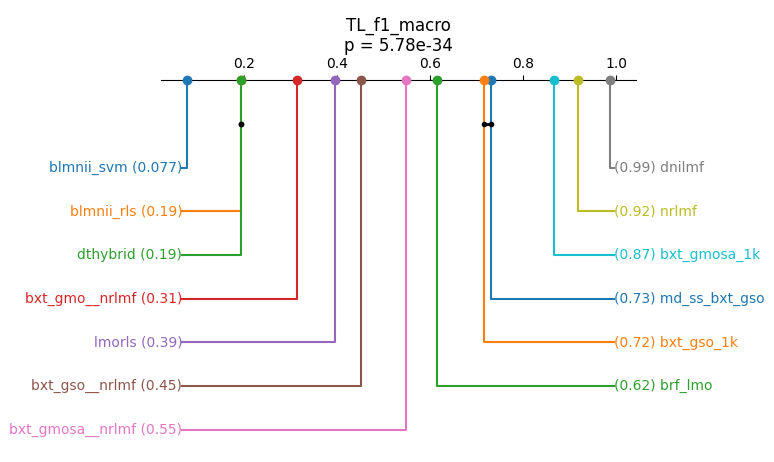 TL_f1_macro
p = 5.78e-34
0.2 0.4 0.6 0.8 1.0
blmnii_svm (0.077) (0.99) dnilmf
blmnii_rls (0.19) (0.92) nrlmf
dthybrid (0.19) (0.87) bxt_gmosa_1k
bxt_gmo__nrlmf (0.31) (0.73) md_ss_bxt_gso
lmorls (0.39) (0.72) bxt_gso_1k
bxt_gso__nrlmf (0.45) (0.62) brf_lmo
bxt_gmosa__nrlmf (0.55)